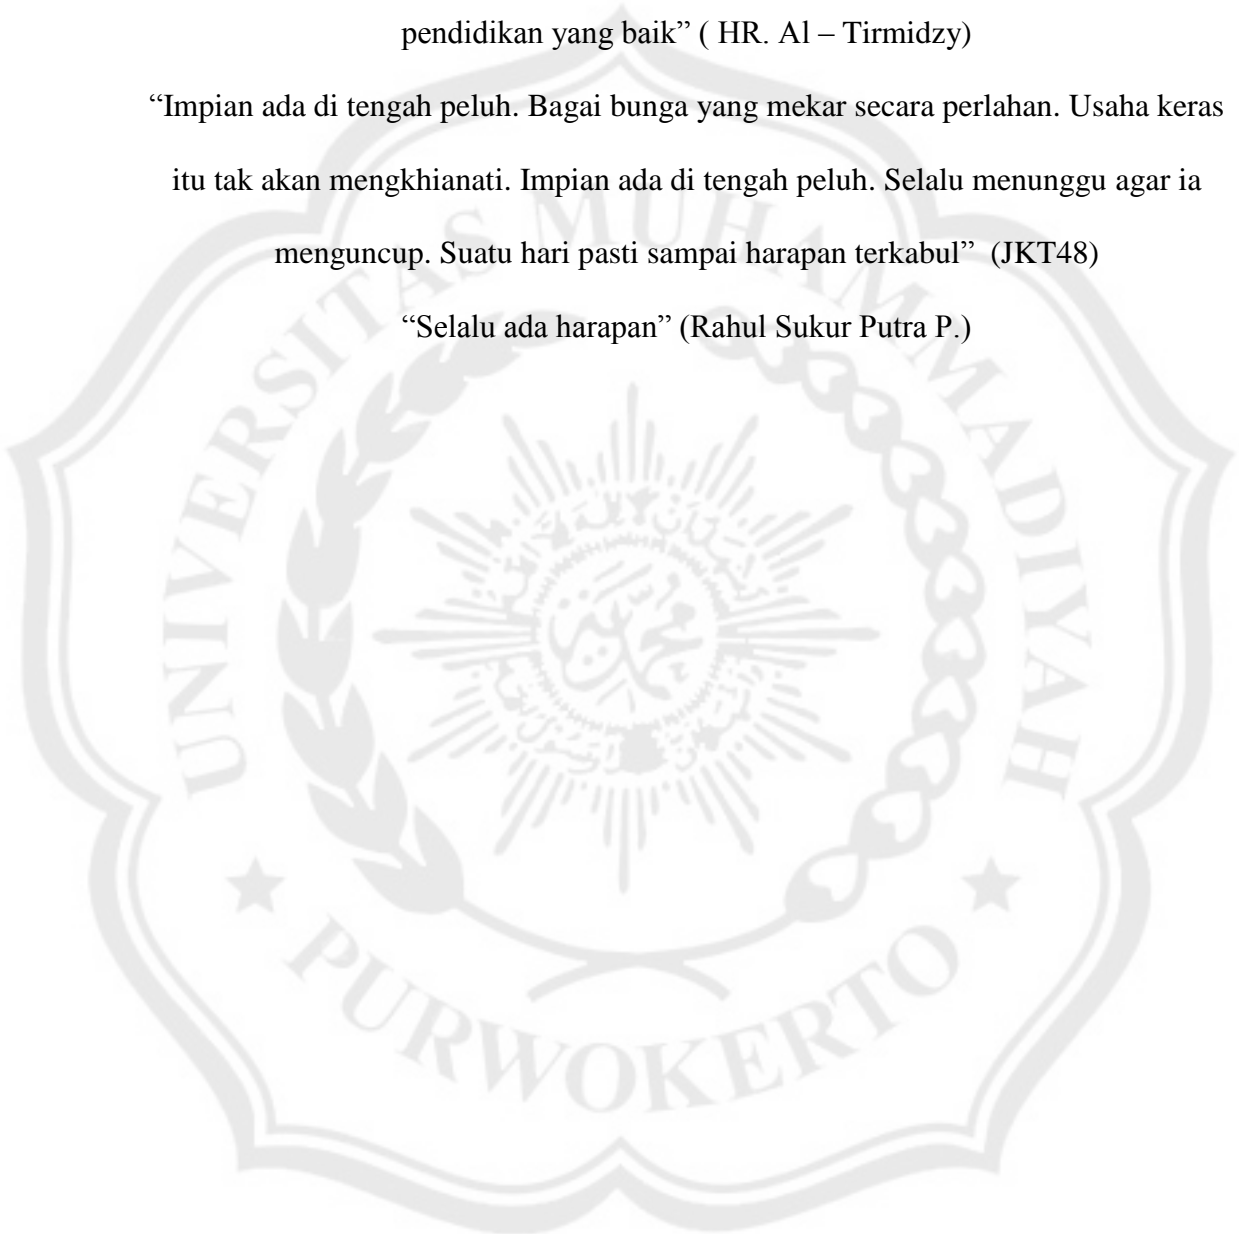 pendidikan yang baik” ( HR. Al – Tirmidzy)
“Impian ada di tengah peluh. Bagai bunga yang mekar secara perlahan. Usaha keras
itu tak akan mengkhianati. Impian ada di tengah peluh. Selalu menunggu agar ia
menguncup. Suatu hari pasti sampai harapan terkabul”  (JKT48)
“Selalu ada harapan” (Rahul Sukur Putra P.)
UNIVERSITAS MUHAMMADIYAH
PURWOKERTO